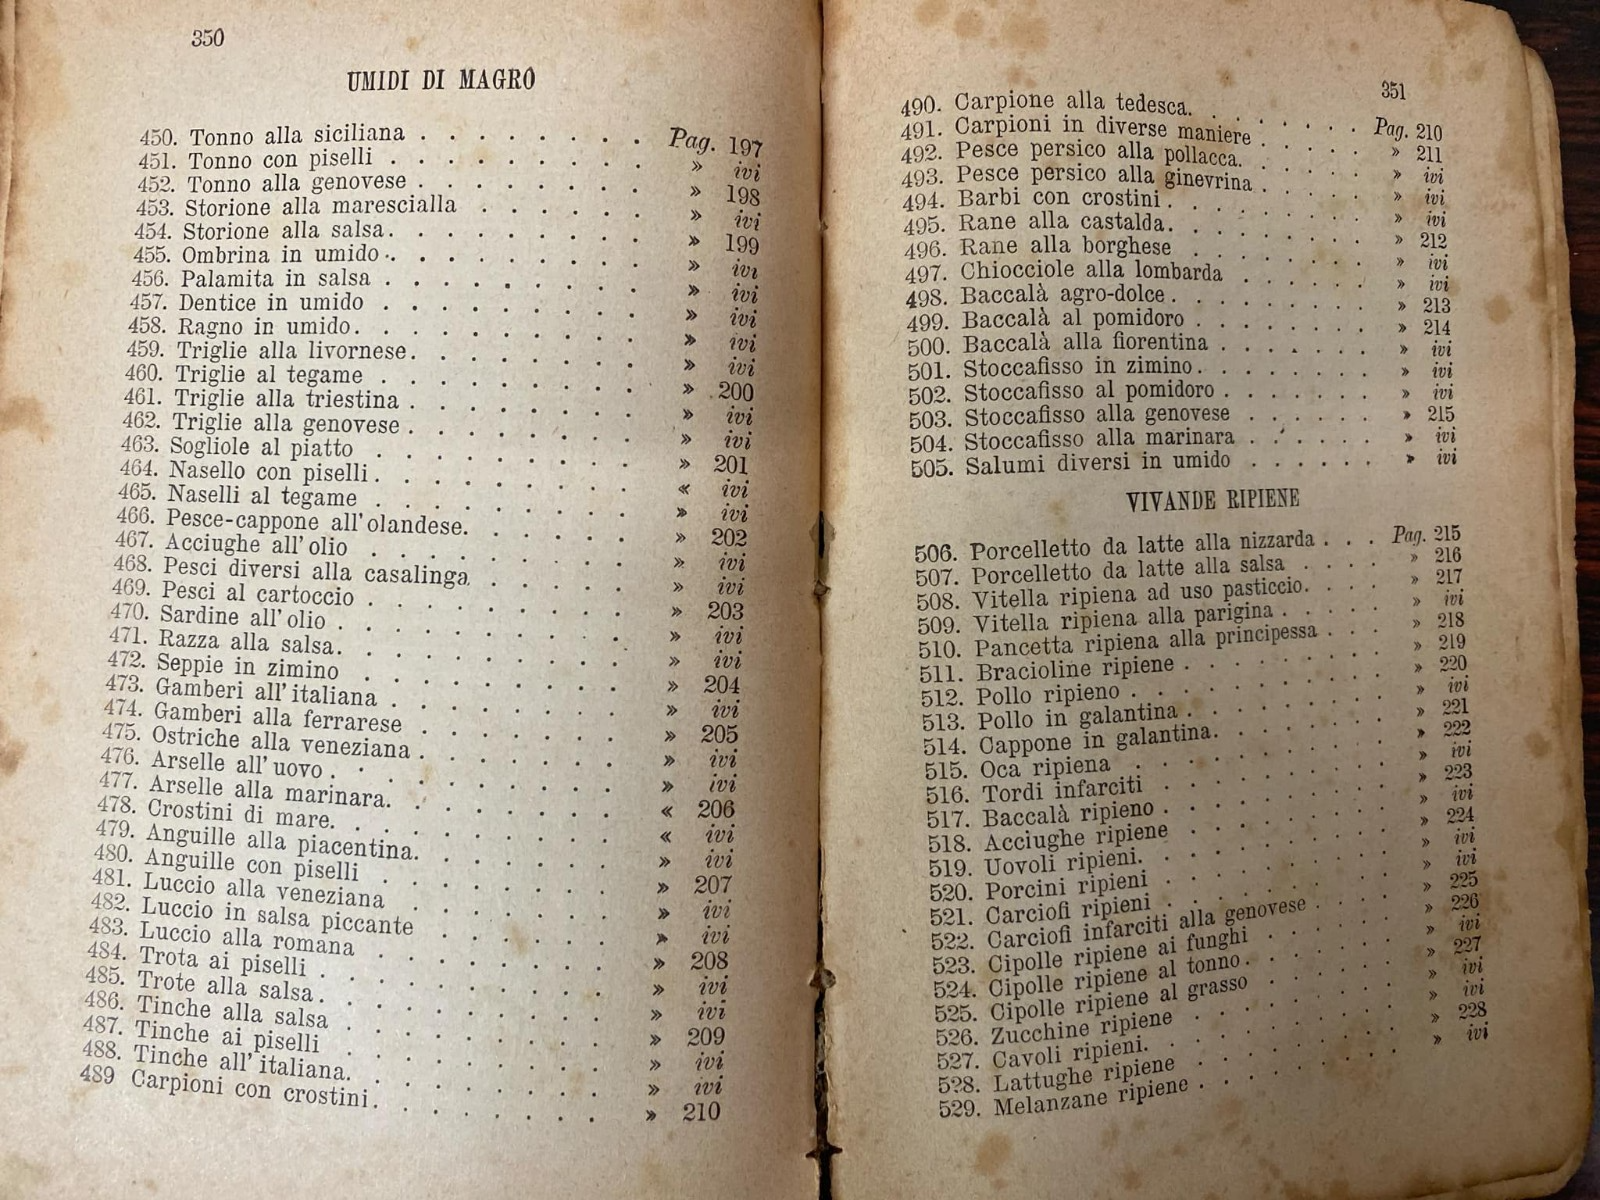 350
UMIDI DI MAGRO
450. Tonno alla siciliana . . . . . . . . Pag. 197
451. Tonno con piselli . . . . . . . . . » ivi
452. Tonno alla genovese . . . . . . . . » 198
453. Storione alla marescialla . . . . . . » ivi
454. Storione alla salsa. . . . . . . . . » 199
455. Ombrina in umido . . . . . . . . . » ivi
456. Palamita in salsa . . . . . . . . . » ivi
457. Dentice in umido . . . . . . . . . » ivi
458. Ragno in umido. . . . . . . . . . » ivi
459. Triglie alla livornese. . . . . . . . » ivi
460. Triglie al tegame . . . . . . . . . » 200
461. Triglie alla triestina . . . . . . . . » ivi
462. Triglie alla genovese . . . . . . . . » ivi
463. Sogliole al piatto . . . . . . . . . » 201
464. Nasello con piselli . . . . . . . . . « ivi
465. Naselli al tegame . . . . . . . . . » ivi
466. Pesce-cappone all'olandese. . . . . . » 202
467. Acciughe all'olio . . . . . . . . . » ivi
468. Pesci diversi alla casalinga . . . . . . » ivi
469. Pesci al cartoccio . . . . . . . . . » 203
470. Sardine all'olio . . . . . . . . . . » ivi
471. Razza alla salsa. . . . . . . . . . » ivi
472. Seppie in zimino . . . . . . . . . » 204
473. Gamberi all'italiana . . . . . . . . » ivi
474. Gamberi alla ferrarese . . . . . . . » 205
475. Ostriche alla veneziana . . . . . . . » ivi
476. Arselle all'uovo . . . . . . . . . . » ivi
477. Arselle alla marinara. . . . . . . . « 206
478. Crostini di mare. . . . . . . . . . « ivi
479. Anguille alla piacentina. . . . . . . » ivi
480. Anguille con piselli . . . . . . . . » 207
481. Luccio alla veneziana . . . . . . . . » ivi
482. Luccio in salsa piccante . . . . . . . » ivi
483. Luccio alla romana . . . . . . . . » 208
484. Trota ai piselli . . . . . . . . . . » ivi
485. Trote alla salsa. . . . . . . . . . » ivi
486. Tinche alla salsa . . . . . . . . . » 209
487. Tinche ai piselli . . . . . . . . . » ivi
488. Tinche all'italiana. . . . . . . . . » ivi
489 Carpioni con crostini. . . . . . . . » 210
351
490. Carpione alla tedesca. . . . . . . Pag. 210
491. Carpioni in diverse maniere . . . . . » 211
492. Pesce persico alla pollacca. . . . . . » ivi
493. Pesce persico alla ginevrina . . . . . » ivi
494. Barbi con crostini . . . . . . . . . » ivi
495. Rane alla castalda. . . . . . . . . » 212
496. Rane alla borghese . . . . . . . . » ivi
497. Chiocciole alla lombarda . . . . . . » ivi
498. Baccalà agro-dolce . . . . . . . . . » 213
499. Baccalà al pomidoro . . . . . . . . » 214
500. Baccalà alla fiorentina . . . . . . . » ivi
501. Stoccafisso in zimino . . . . . . . . » ivi
502. Stoccafisso al pomidoro . . . . . . . » ivi
503. Stoccafisso alla genovese . . . . . . » 215
504. Stoccafisso alla marinara . . . . . . » ivi
505. Salumi diversi in umido . . . . . . » ivi
VIVANDE RIPIENE
506. Porcelletto da latte alla nizzarda . . . Pag. 215
507. Porcelletto da latte alla salsa . . . . » 216
508. Vitella ripiena ad uso pasticcio. . . . » 217
509. Vitella ripiena alla parigina . . . . . » ivi
510. Pancetta ripiena alla principessa . . . » 218
511. Bracioline ripiene . . . . . . . . . » 219
512. Pollo ripieno . . . . . . . . . . . » 220
513. Pollo in galantina . . . . . . . . . » ivi
514. Cappone in galantina. . . . . . . . » 221
515. Oca ripiena . . . . . . . . . . . » 222
516. Tordi infarciti . . . . . . . . . . » ivi
517. Baccalà ripieno . . . . . . . . . . » 223
518. Acciughe ripiene . . . . . . . . . » ivi
519. Uovoli ripieni. . . . . . . . . . . » 224
520. Porcini ripieni . . . . . . . . . . » ivi
521. Carciofi ripieni . . . . . . . . . . » ivi
522. Carciofi infarciti alla genovese . . . . » 225
523. Cipolle ripiene ai funghi . . . . . . » 226
524. Cipolle ripiene al tonno . . . . . . . » ivi
525. Cipolle ripiene al grasso . . . . . . » 227
526. Zucchine ripiene . . . . . . . . . » ivi
527. Cavoli ripieni. . . . . . . . . . . » ivi
528. Lattughe ripiene . . . . . . . . . » 228
529. Melanzane ripiene . . . . . . . . . » ivi